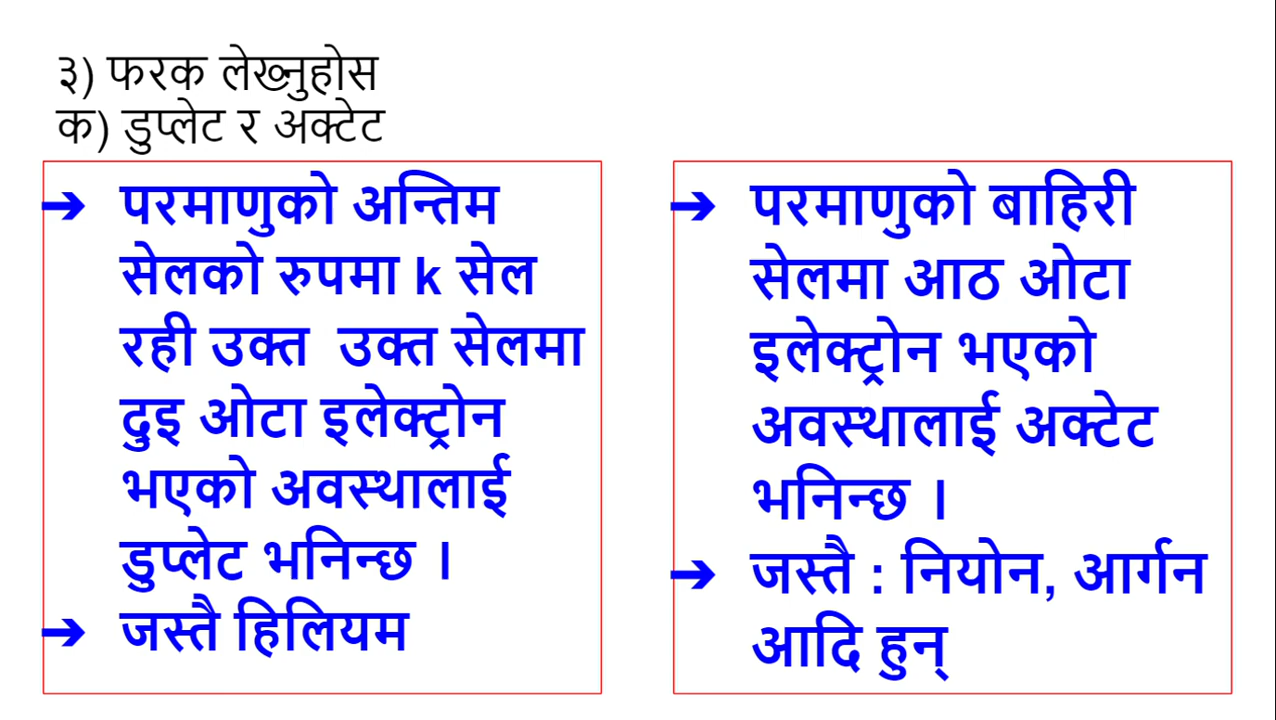 ३) फरक लेख्नुहोस
क) डुप्लेट र अक्टेट
➔ परमाणुको अन्तिम
सेलको रुपमा k सेल
रही उक्त उक्त सेलमा
दुइ ओटा इलेक्ट्रोन
भएको अवस्थालाई
डुप्लेट भनिन्छ ।
➔ जस्तै हिलियम
➔ परमाणुको बाहिरी
सेलमा आठ ओटा
इलेक्ट्रोन भएको
अवस्थालाई अक्टेट
भनिन्छ ।
➔ जस्तै : नियोन, आर्गन
आदि हुन्